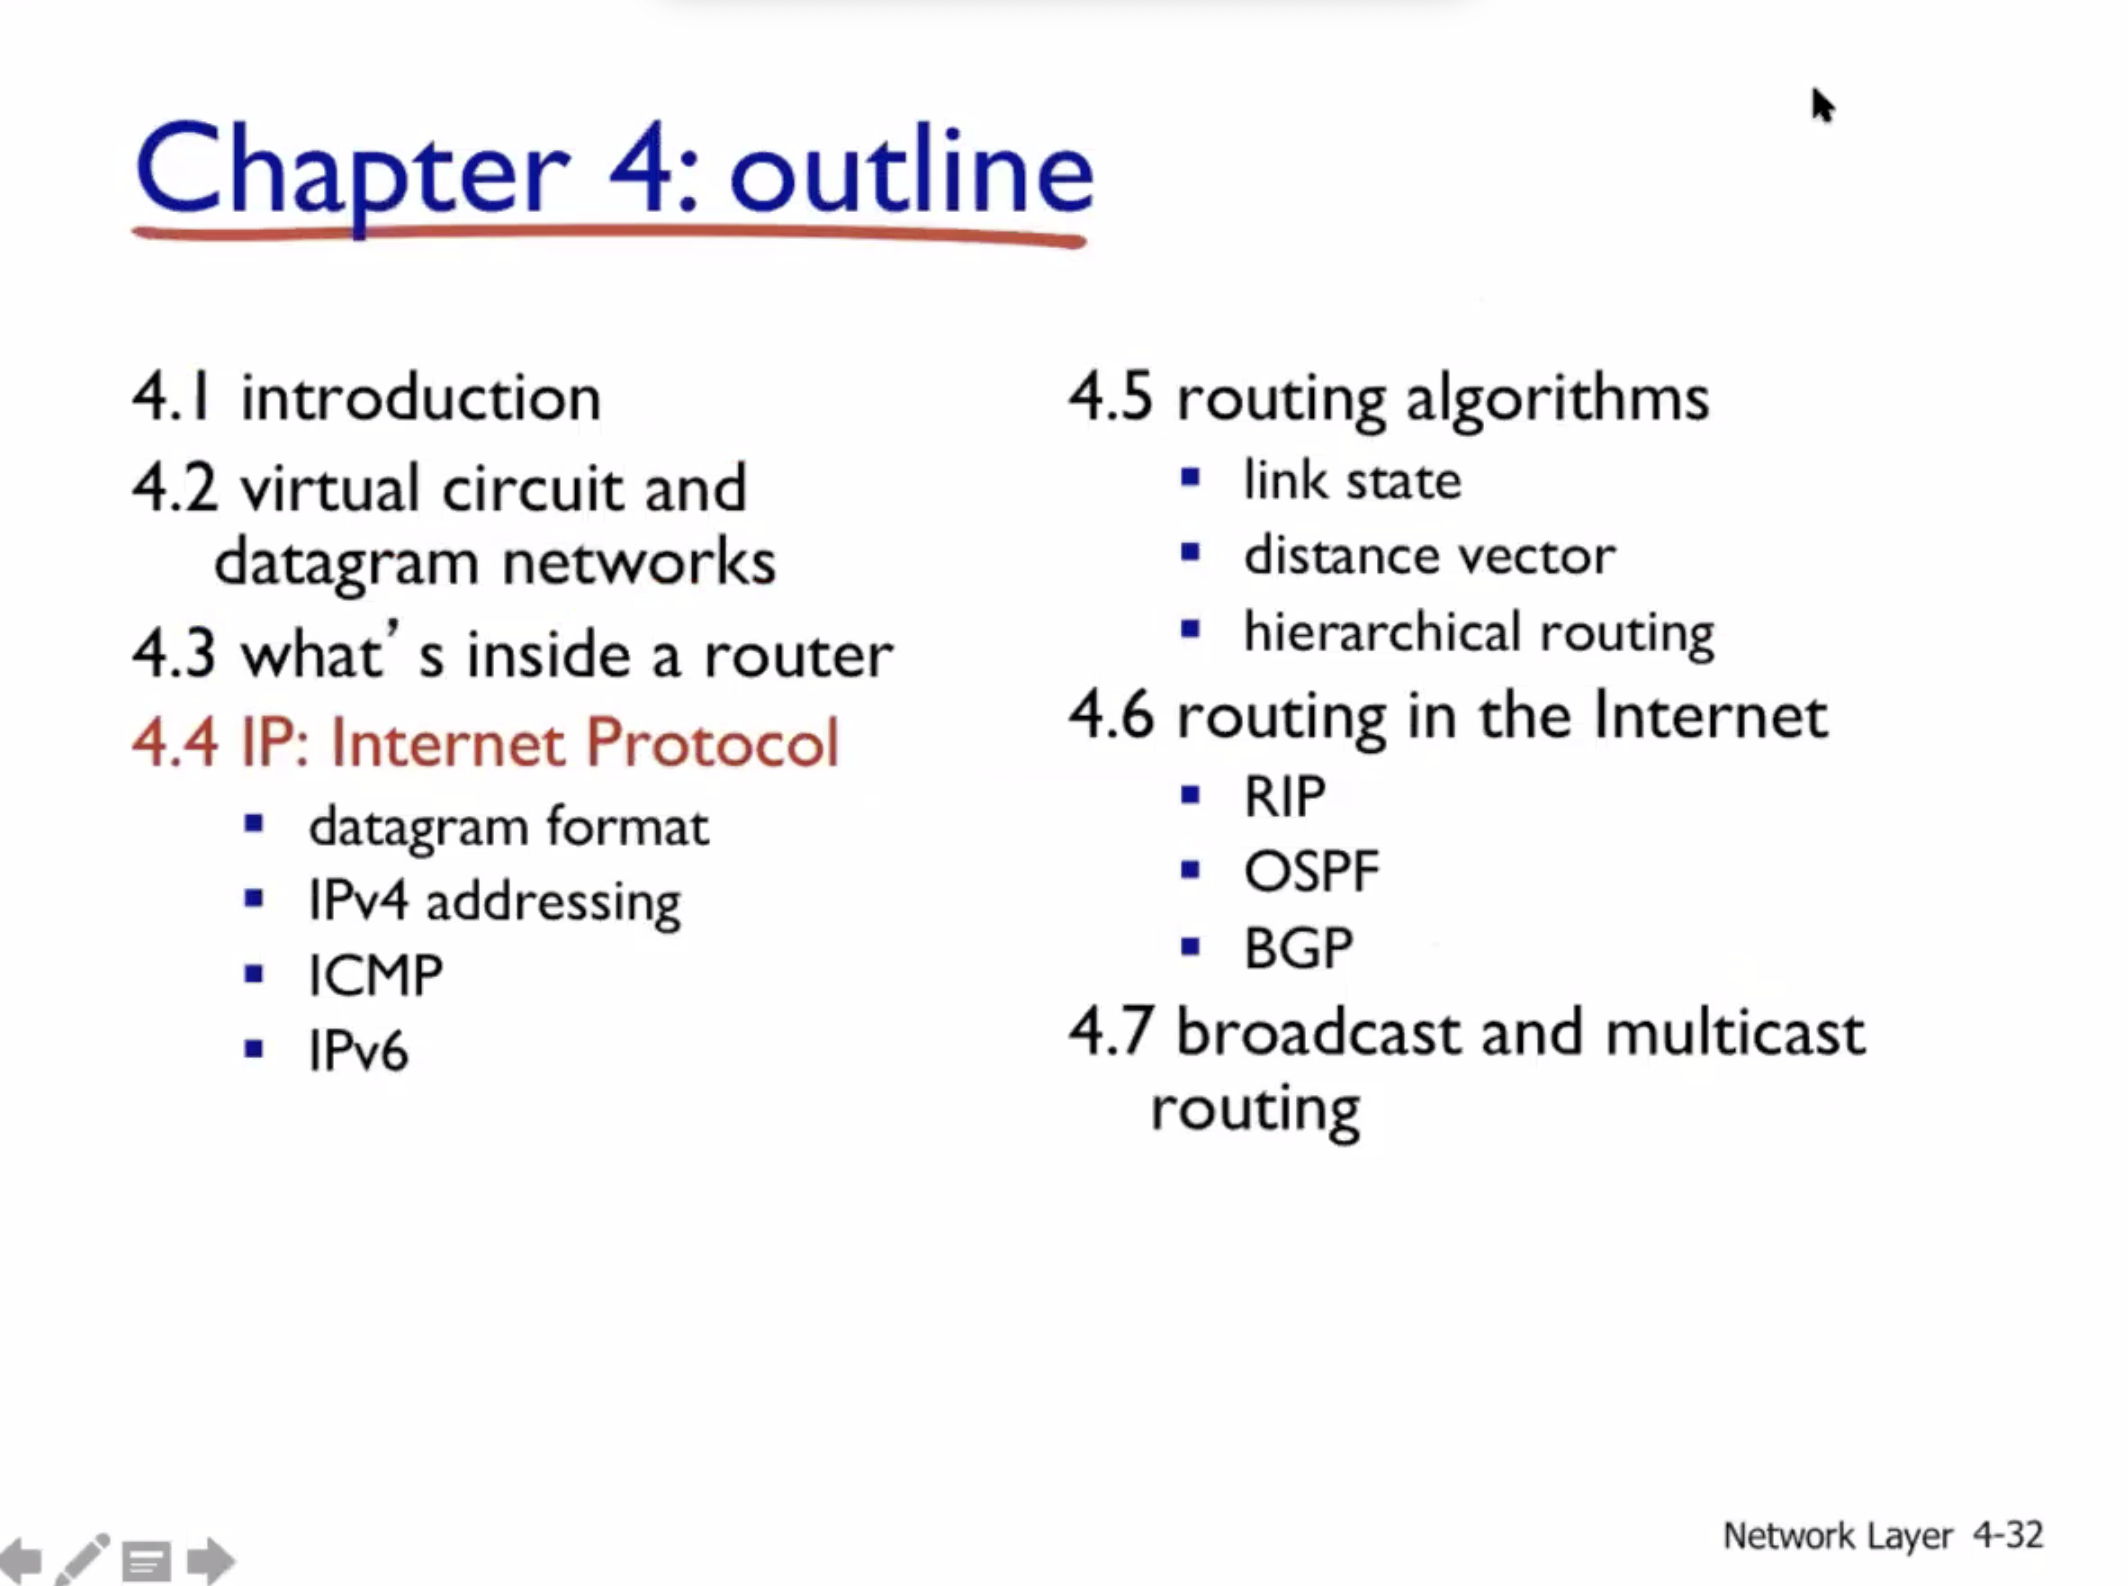 Chapter 4: outline
4.1 introduction
4.2 virtual circuit and
datagram networks
4.3 what’ s inside a router
4.4 IP: Internet Protocol
▪ datagram format
▪ IPv4 addressing
▪ ICMP
▪ IPv6
4.5 routing algorithms
▪ link state
▪ distance vector
▪ hierarchical routing
4.6 routing in the Internet
▪ RIP
▪ OSPF
▪ BGP
4.7 broadcast and multicast
routing
Network Layer 4-32